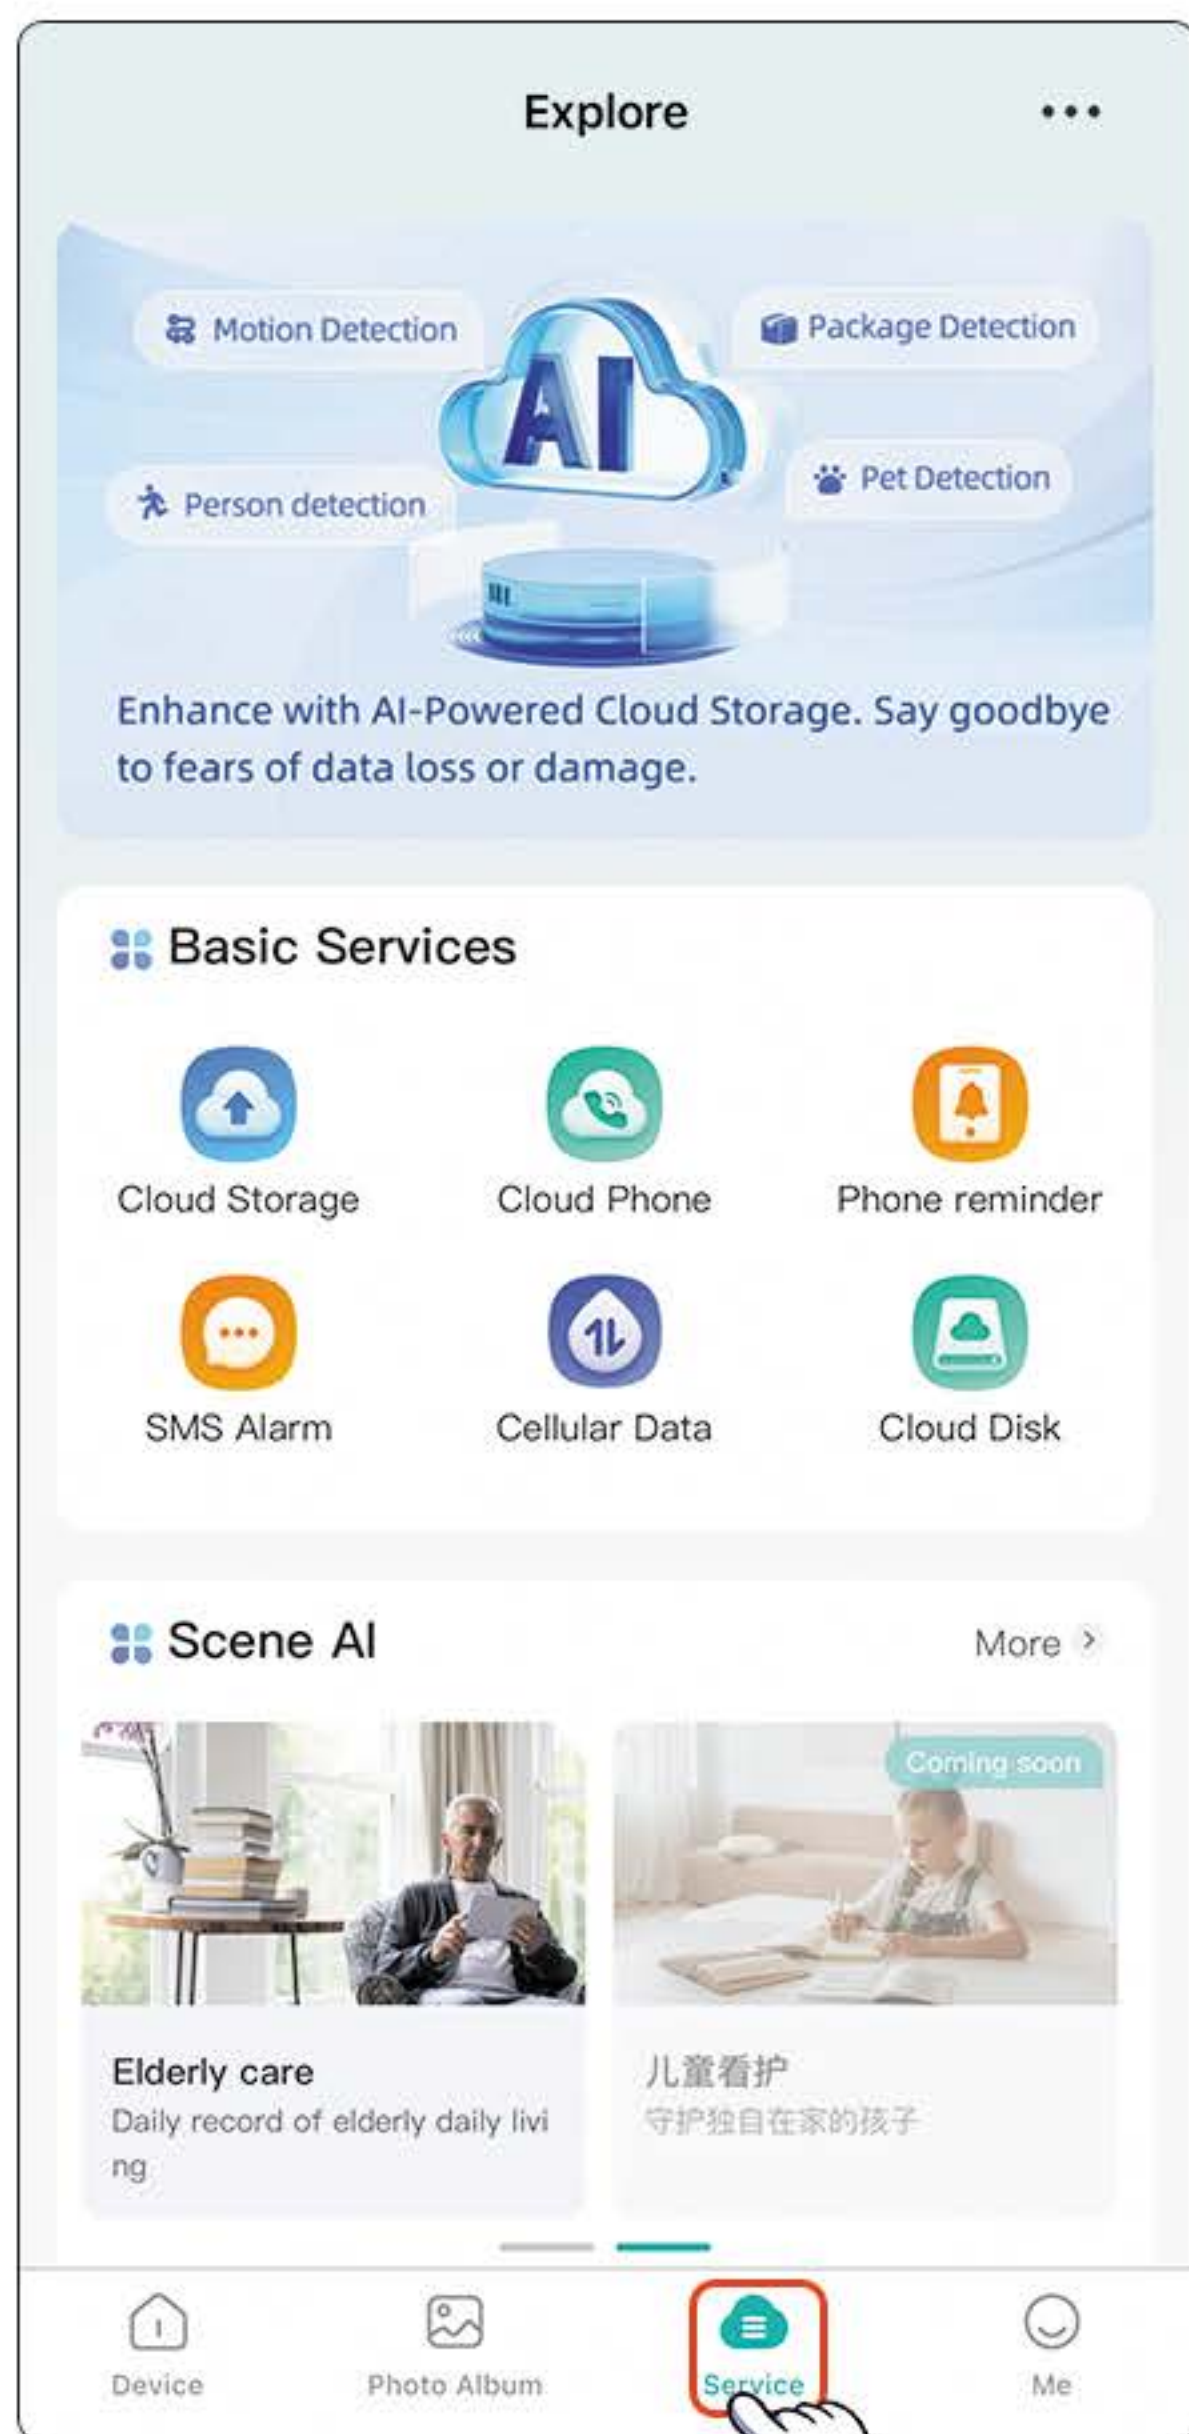 Explore
Motion Detection
Package Detection
AI
Person detection
Pet Detection
Enhance with AI-Powered Cloud Storage. Say goodbye
to fears of data loss or damage.
Basic Services
Cloud Storage
Cloud Phone
Phone reminder
SMS Alarm
Cellular Data
Cloud Disk
Scene AI
More >
Coming soon
Elderly care
Daily record of elderly daily livi
ng
儿童看护
守护独自在家的孩子
Device
Photo Album
Service
Me